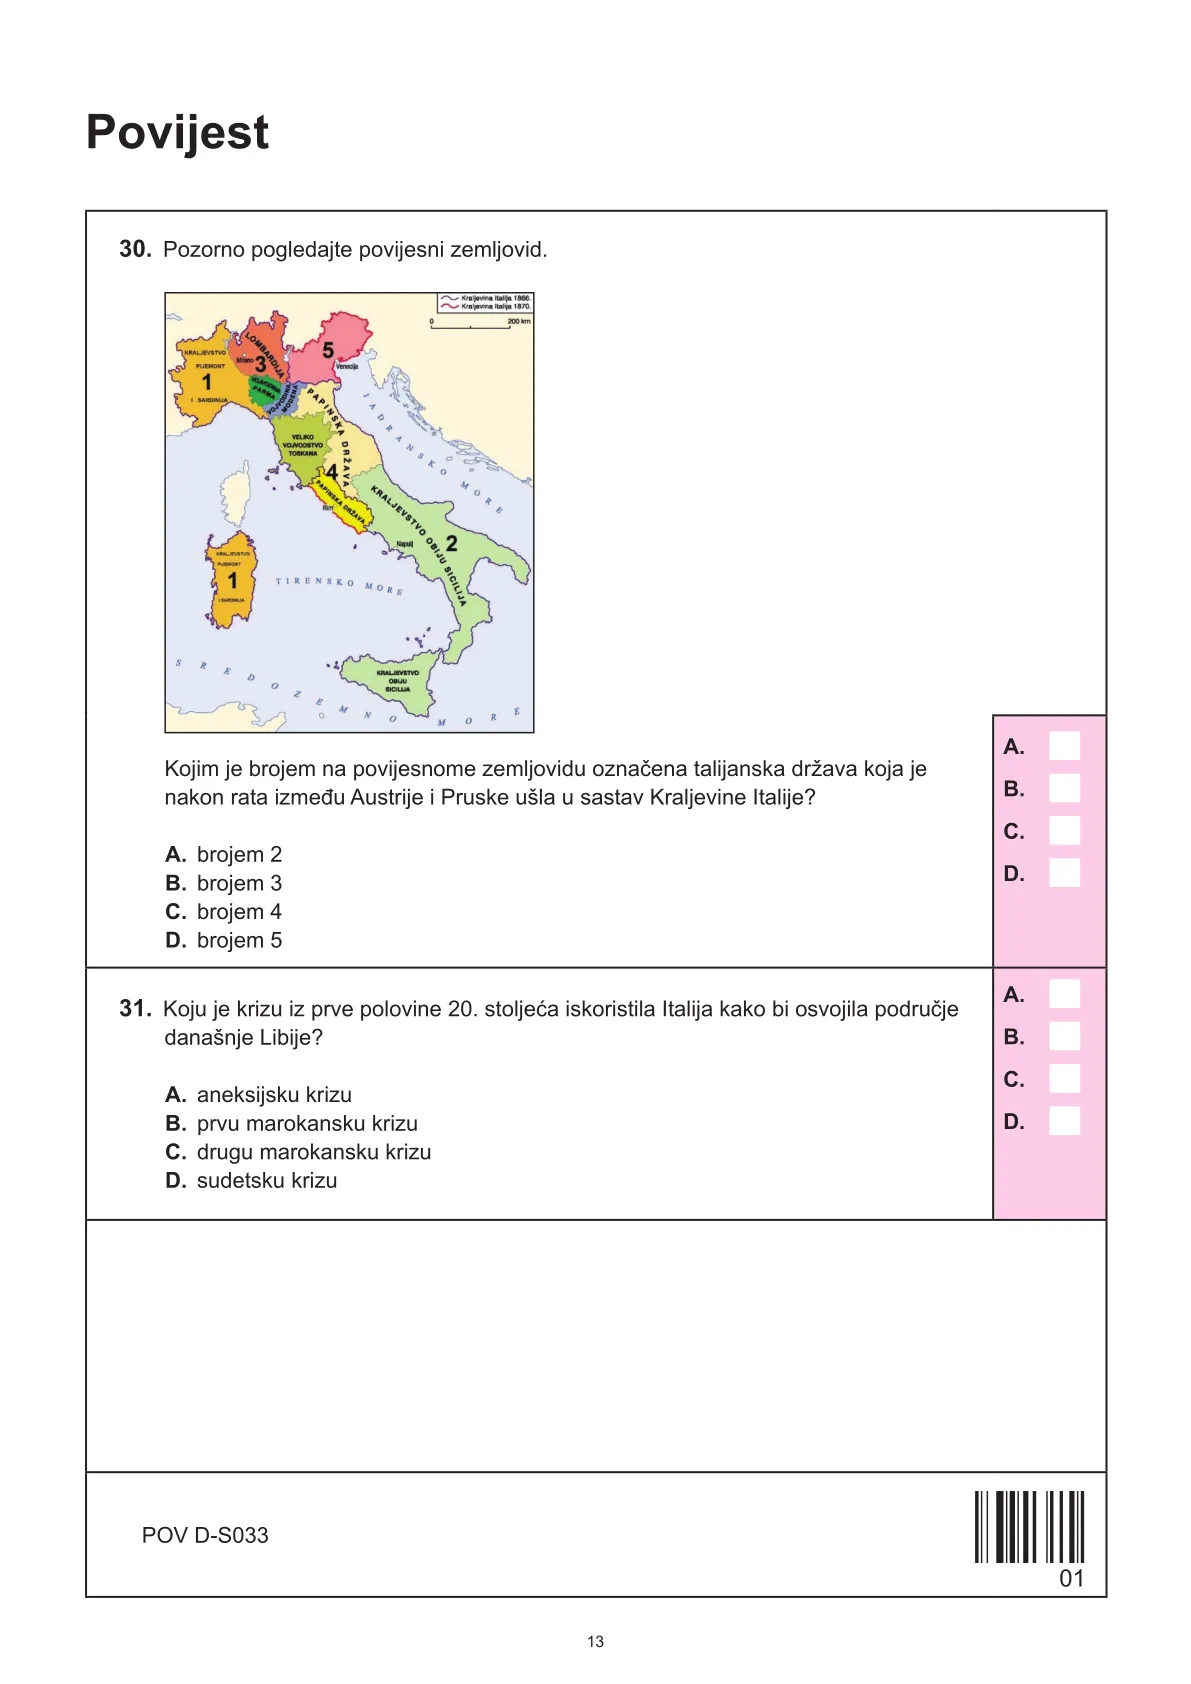 Povijest
30. Pozorno pogledajte povijesni zemljovid.
Kraljevina Italija 1866.
Kraljevina Italija 1870.
0 200 km
KRALJEVSTVO
PIJEMONT
1
I SARDINIJA
LOMBARDIJA
Milano
3
5
Venecija
VOJVODINA
PARMA
VOJVODINA
MODENA
PAPINSKA DRŽAVA
JADRANSKO MORE
VELIKO
VOJVODSTVO
TOSKANA
4
PAPINSKA DRŽAVA
Rim
KRALJEVSTVO OBIJU SICILIJA
2
Napulj
KRALJEVSTVO
PIJEMONT
1
I SARDINIJA
TIRENSKO MORE
KRALJEVSTVO
OBIJU
SICILIJA
SREDOZEMNO MORE
Kojim je brojem na povijesnome zemljovidu označena talijanska država koja je
nakon rata između Austrije i Pruske ušla u sastav Kraljevine Italije?
A. brojem 2
B. brojem 3
C. brojem 4
D. brojem 5
A.
B.
C.
D.
31. Koju je krizu iz prve polovine 20. stoljeća iskoristila Italija kako bi osvojila područje
današnje Libije?
A. aneksijsku krizu
B. prvu marokansku krizu
C. drugu marokansku krizu
D. sudetsku krizu
A.
B.
C.
D.
POV D-S033
01
13